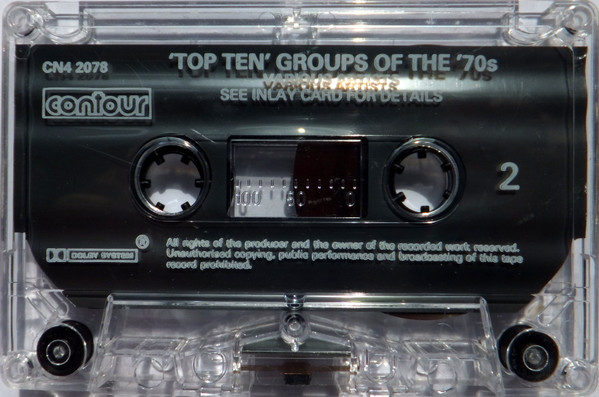 CN4 2078
'TOP TEN' GROUPS OF THE '70s
VARIOUS ARTISTS
SEE INLAY CARD FOR DETAILS
contour
100 50 0
2
DOLBY SYSTEM ®
All rights of the producer and the owner of the recorded work reserved.
Unauthorised copying, public performance and broadcasting of this tape
record prohibited.